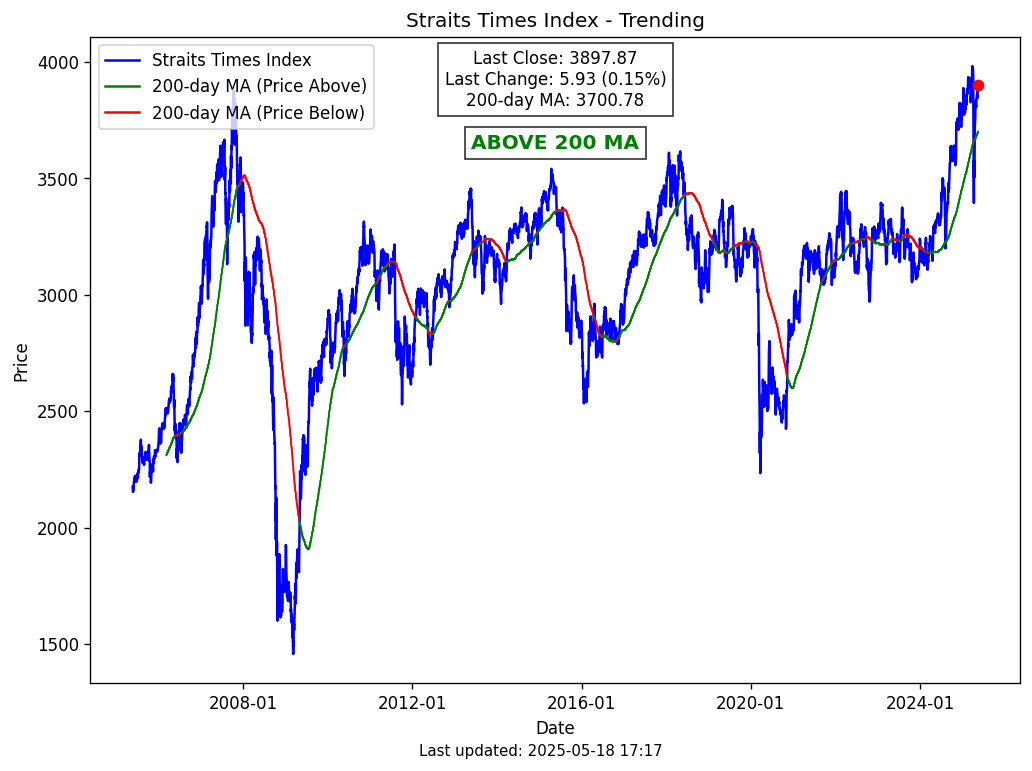 Straits Times Index - Trending
Straits Times Index
200-day MA (Price Above)
200-day MA (Price Below)
Last Close: 3897.87
Last Change: 5.93 (0.15%)
200-day MA: 3700.78
ABOVE 200 MA
Price
4000
3500
3000
2500
2000
1500
2008-01
2012-01
2016-01
2020-01
2024-01
Date
Last updated: 2025-05-18 17:17